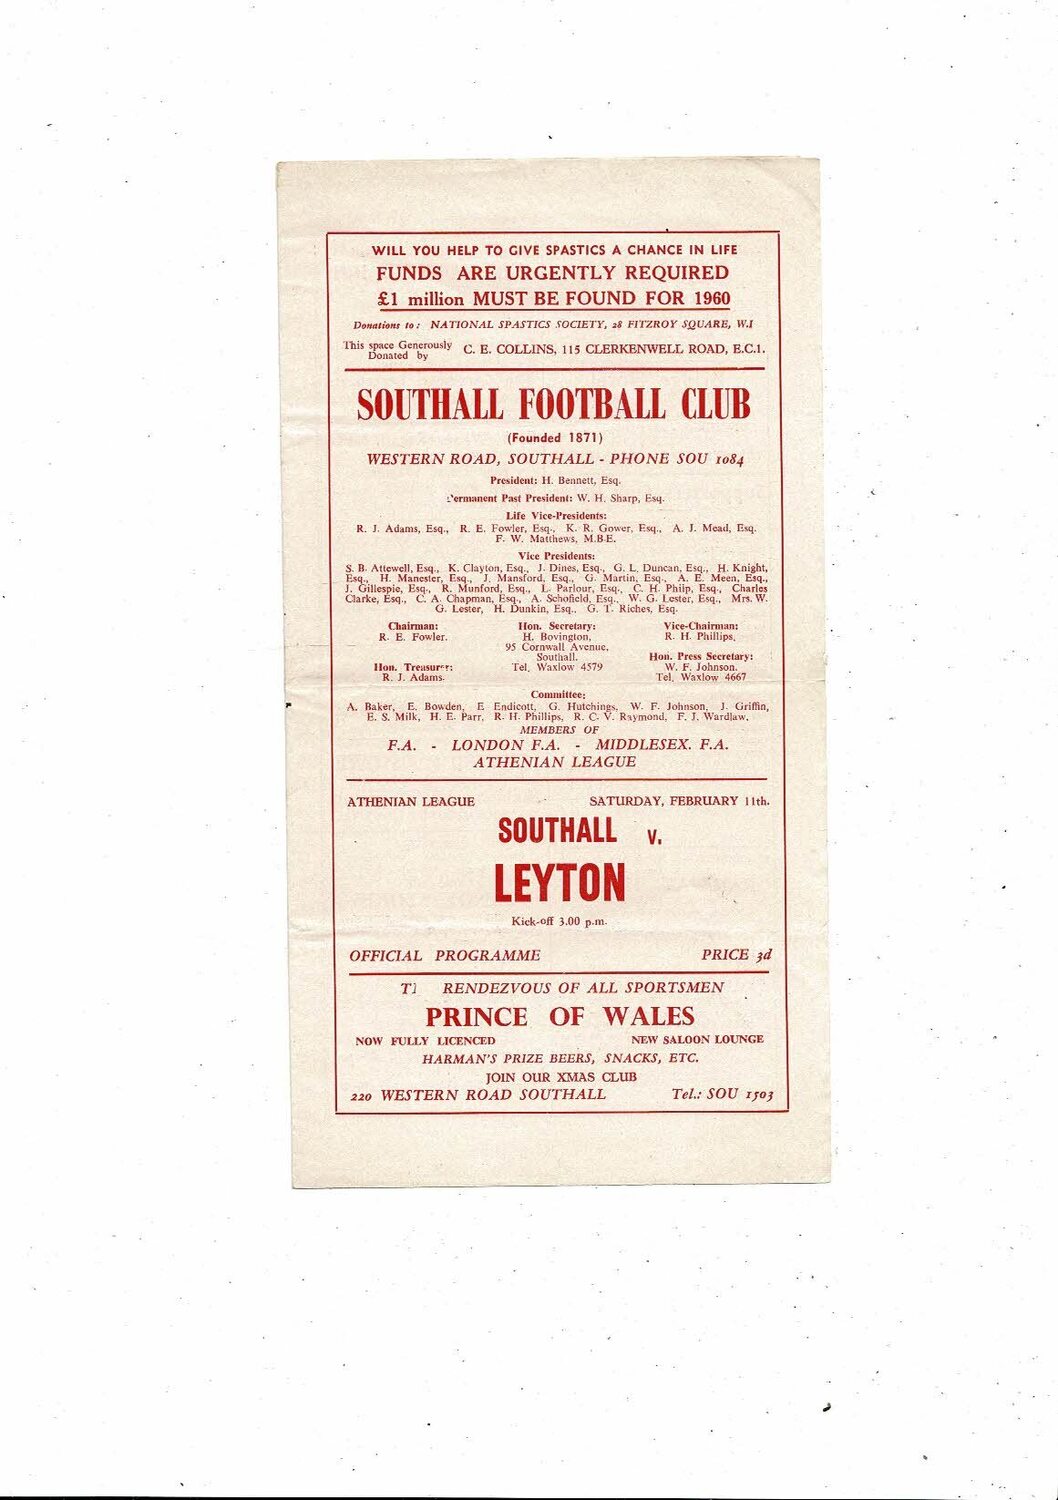 WILL YOU HELP TO GIVE SPASTICS A CHANCE IN LIFE
FUNDS ARE URGENTLY REQUIRED
£1 million MUST BE FOUND FOR 1960
Donations to: NATIONAL SPASTICS SOCIETY, 28 FITZROY SQUARE, W.1
This space Generously Donated by C. E. COLLINS, 115 CLERKENWELL ROAD, E.C.1.
SOUTHALL FOOTBALL CLUB
(Founded 1871)
WESTERN ROAD, SOUTHALL - PHONE SOU 1084
President: H. Bennett, Esq.
Permanent Past President: W. H. Sharp, Esq.
Life Vice-Presidents:
R. J. Adams, Esq., R. E. Fowler, Esq., K. R. Gower, Esq., A. J. Mead, Esq.
F. W. Matthews, M.B.E.
Vice Presidents:
S. B. Attewell, Esq., K. Clayton, Esq., J. Dines, Esq., G. L. Duncan, Esq., H. Knight,
Esq., H. Manester, Esq., J. Mansford, Esq., G. Martin, Esq., A. E. Meen, Esq.,
J. Gillespie, Esq., R. Munford, Esq., L. Parlour, Esq., C. H. Philp, Esq., Charles
Clarke, Esq., C. A. Chapman, Esq., A. Schofield, Esq., W. G. Lester, Esq., Mrs. W.
G. Lester, H. Dunkin, Esq., G. T. Riches, Esq.
Chairman: Hon. Secretary: Vice-Chairman:
R. E. Fowler. H. Bovington, R. H. Phillips,
95 Cornwall Avenue,
Southall. Hon. Press Secretary:
Hon. Treasurer: Tel. Waxlow 4579 W. F. Johnson.
R. J. Adams. Tel. Waxlow 4667
Committee:
A. Baker, E. Bowden, E Endicott, G. Hutchings, W. F. Johnson, J. Griffin,
E. S. Milk, H. E. Parr, R. H. Phillips, R. C. V. Raymond, F. J. Wardlaw.
MEMBERS OF
F.A. - LONDON F.A. - MIDDLESEX. F.A.
ATHENIAN LEAGUE
ATHENIAN LEAGUE SATURDAY, FEBRUARY 11th.
SOUTHALL v.
LEYTON
Kick-off 3.00 p.m.
OFFICIAL PROGRAMME PRICE 3d
RENDEZVOUS OF ALL SPORTSMEN
PRINCE OF WALES
NOW FULLY LICENCED NEW SALOON LOUNGE
HARMAN'S PRIZE BEERS, SNACKS, ETC.
JOIN OUR XMAS CLUB
220 WESTERN ROAD SOUTHALL Tel.: SOU 1503